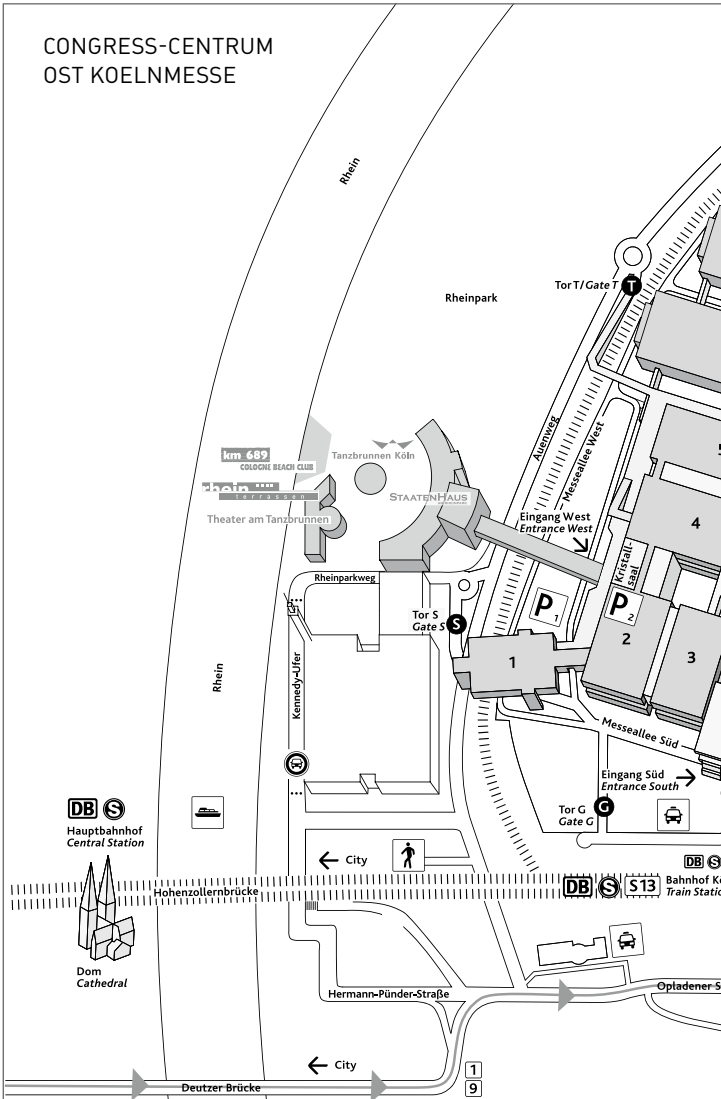 CONGRESS-CENTRUM
OST KOELNMESSE
Rhein
Tor T/Gate T
T
Rheinpark
Auenweg
Messeallee West
5
km 689
COLOGNE BEACH CLUB
Tanzbrunnen Köln
rhein
terrassen
STAATENHAUS
Theater am Tanzbrunnen
Eingang West
Entrance West
4
Kristall-
saal
Rheinparkweg
Tor S
Gate S
S
P1
P2
2
3
1
Rhein
Kennedy-Ufer
Messeallee Süd
Eingang Süd
Entrance South
Tor G
Gate G
G
DB S
Hauptbahnhof
Central Station
City
DB S
Bahnhof Kö
Train Statio
DB S S13
Hohenzollernbrücke
Dom
Cathedral
Hermann-Pünder-Straße
Opladener S
City
1
9
Deutzer Brücke